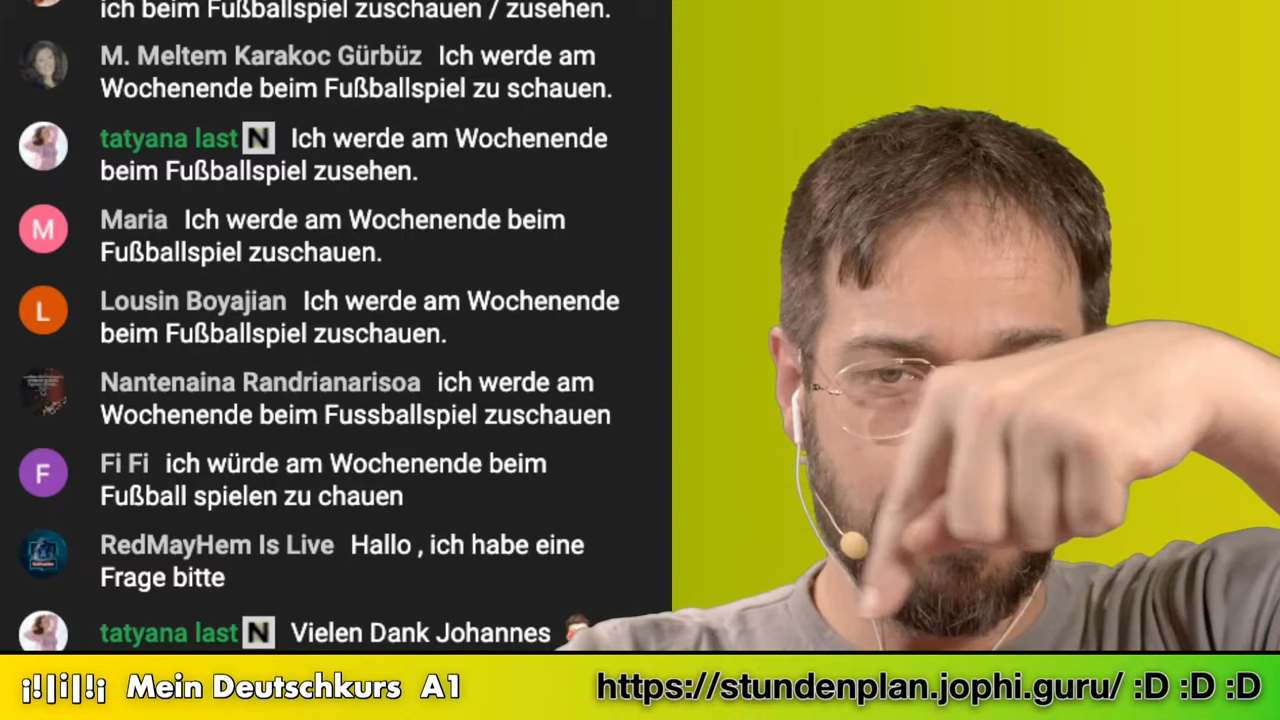 ich beim Fußballspiel zuschauen / zusehen.
M. Meltem Karakoc Gürbüz Ich werde am
Wochenende beim Fußballspiel zu schauen.
tatyana last N Ich werde am Wochenende
beim Fußballspiel zusehen.
M Maria Ich werde am Wochenende beim
Fußballspiel zuschauen.
L Lousin Boyajian Ich werde am Wochenende
beim Fußballspiel zuschauen.
Nantenaina Randrianarisoa ich werde am
Wochenende beim Fussballspiel zuschauen
F Fi Fi ich würde am Wochenende beim
Fußball spielen zu chauen
RedMayHem Is Live Hallo , ich habe eine
Frage bitte
tatyana last N Vielen Dank Johannes
¡!|i|!¡ Mein Deutschkurs A1
https://stundenplan.jophi.guru/ :D :D :D